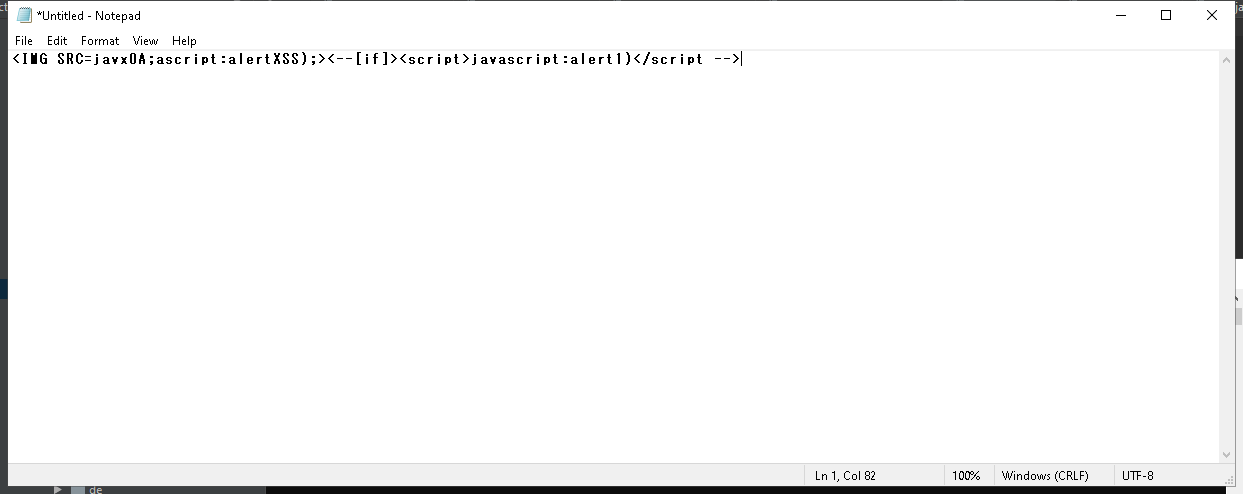 *Untitled - Notepad
File Edit Format View Help
<IMG SRC=javx0A;ascript:alertXSS);><--[if]><script>javascript:alert1)</script -->
Ln 1, Col 82 100% Windows (CRLF) UTF-8
de